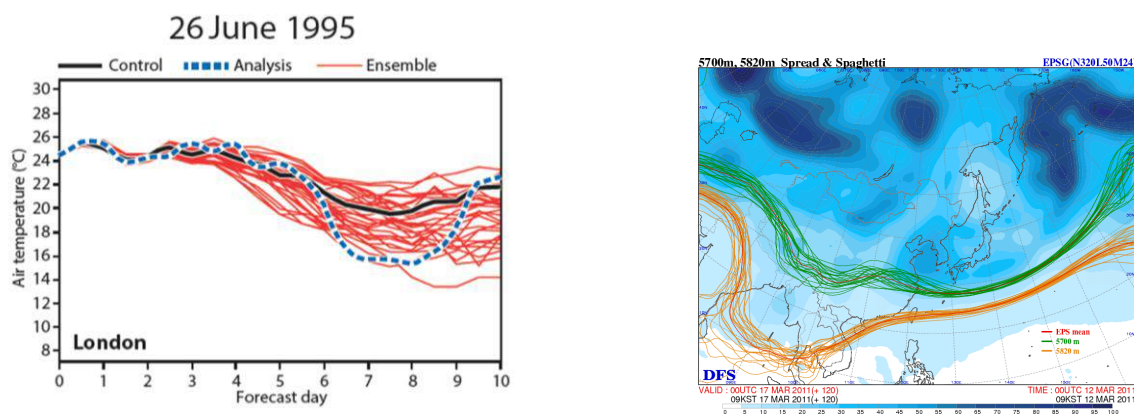 26 June 1995
Control Analysis Ensemble
Air temperature (°C)
30
28
26
24
22
20
18
16
14
12
10
8
London
0 1 2 3 4 5 6 7 8 9 10
Forecast day
5700m, 5820m Spread & Spaghetti EPSG(N320L50M24
EPS mean
5700 m
5820 m
DFS
VALID : 00UTC 17 MAR 2011(+ 120) TIME : 00UTC 12 MAR 2011
09KST 17 MAR 2011(+ 120) 09KST 12 MAR 2011
0 5 10 15 20 25 30 35 40 45 50 55 60 65 70 75 80 85 90 95 100